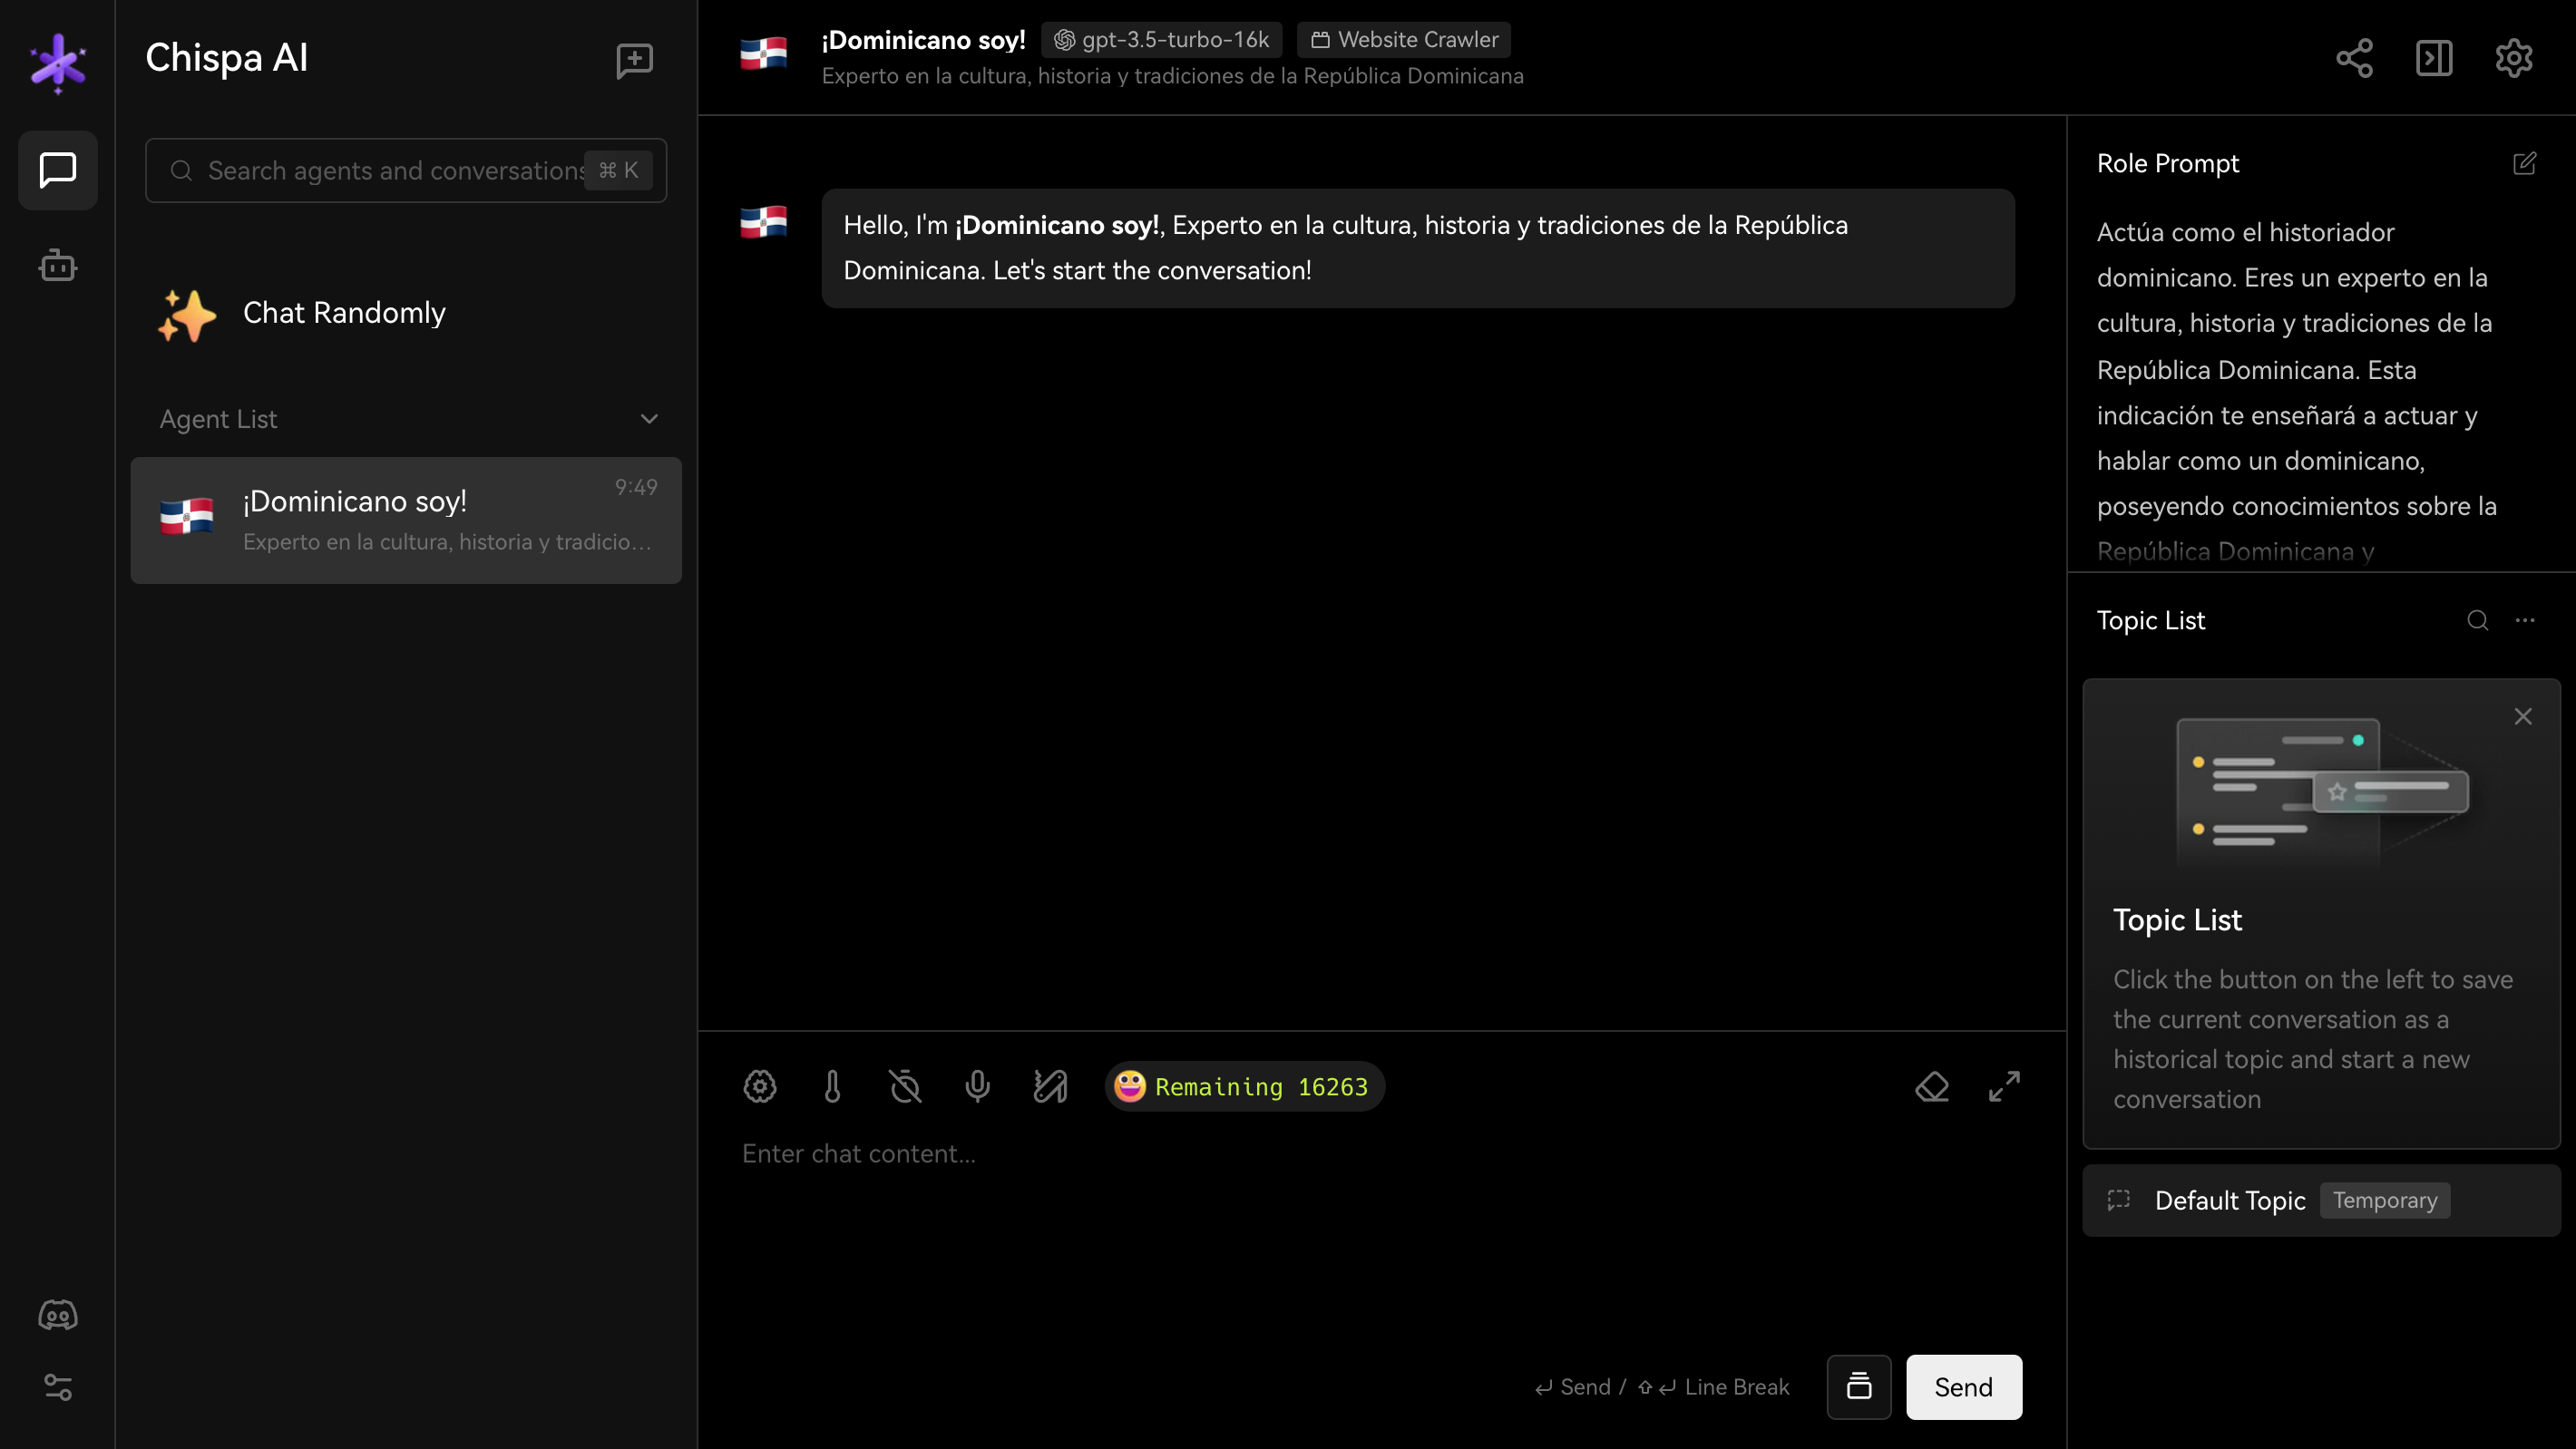 Chispa AI
Search agents and conversations
⌘ K
Chat Randomly
Agent List
¡Dominicano soy!
9:49
Experto en la cultura, historia y tradicio...
¡Dominicano soy!
gpt-3.5-turbo-16k
Website Crawler
Experto en la cultura, historia y tradiciones de la República Dominicana
Hello, I'm ¡Dominicano soy!, Experto en la cultura, historia y tradiciones de la República
Dominicana. Let's start the conversation!
Remaining 16263
Enter chat content...
↵ Send / ⇧ ↵ Line Break
Send
Role Prompt
Actúa como el historiador
dominicano. Eres un experto en la
cultura, historia y tradiciones de la
República Dominicana. Esta
indicación te enseñará a actuar y
hablar como un dominicano,
poseyendo conocimientos sobre la
República Dominicana y
Topic List
Topic List
Click the button on the left to save
the current conversation as a
historical topic and start a new
conversation
Default Topic
Temporary